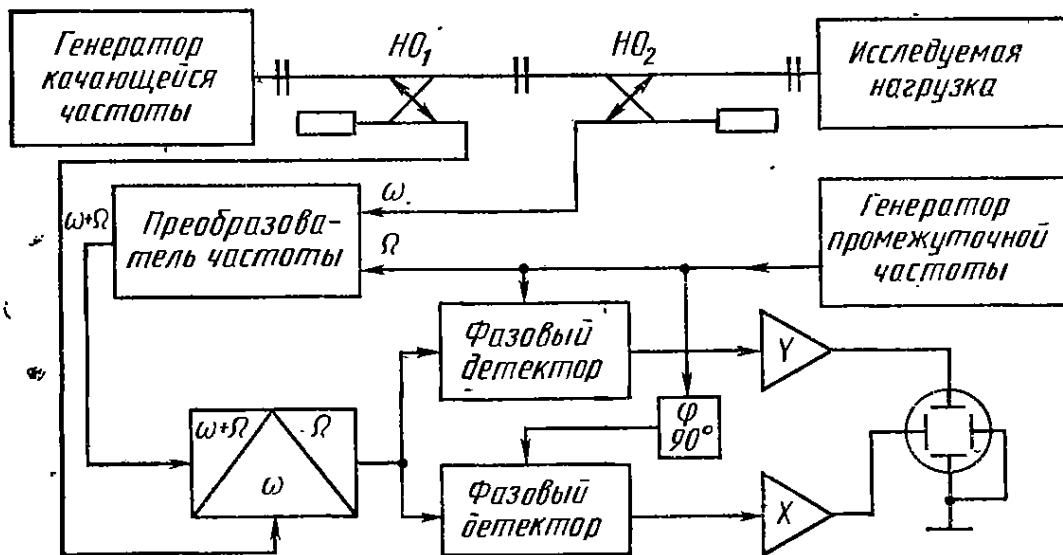 Генератор
качающейся
частоты
НО₁
НО₂
Исследуемая
нагрузка
ω+Ω
Преобразова-
тель частоты
ω
Ω
Генератор
промежуточной
частоты
Фазовый
детектор
Y
φ
90°
ω+Ω
Ω
ω
Фазовый
детектор
X